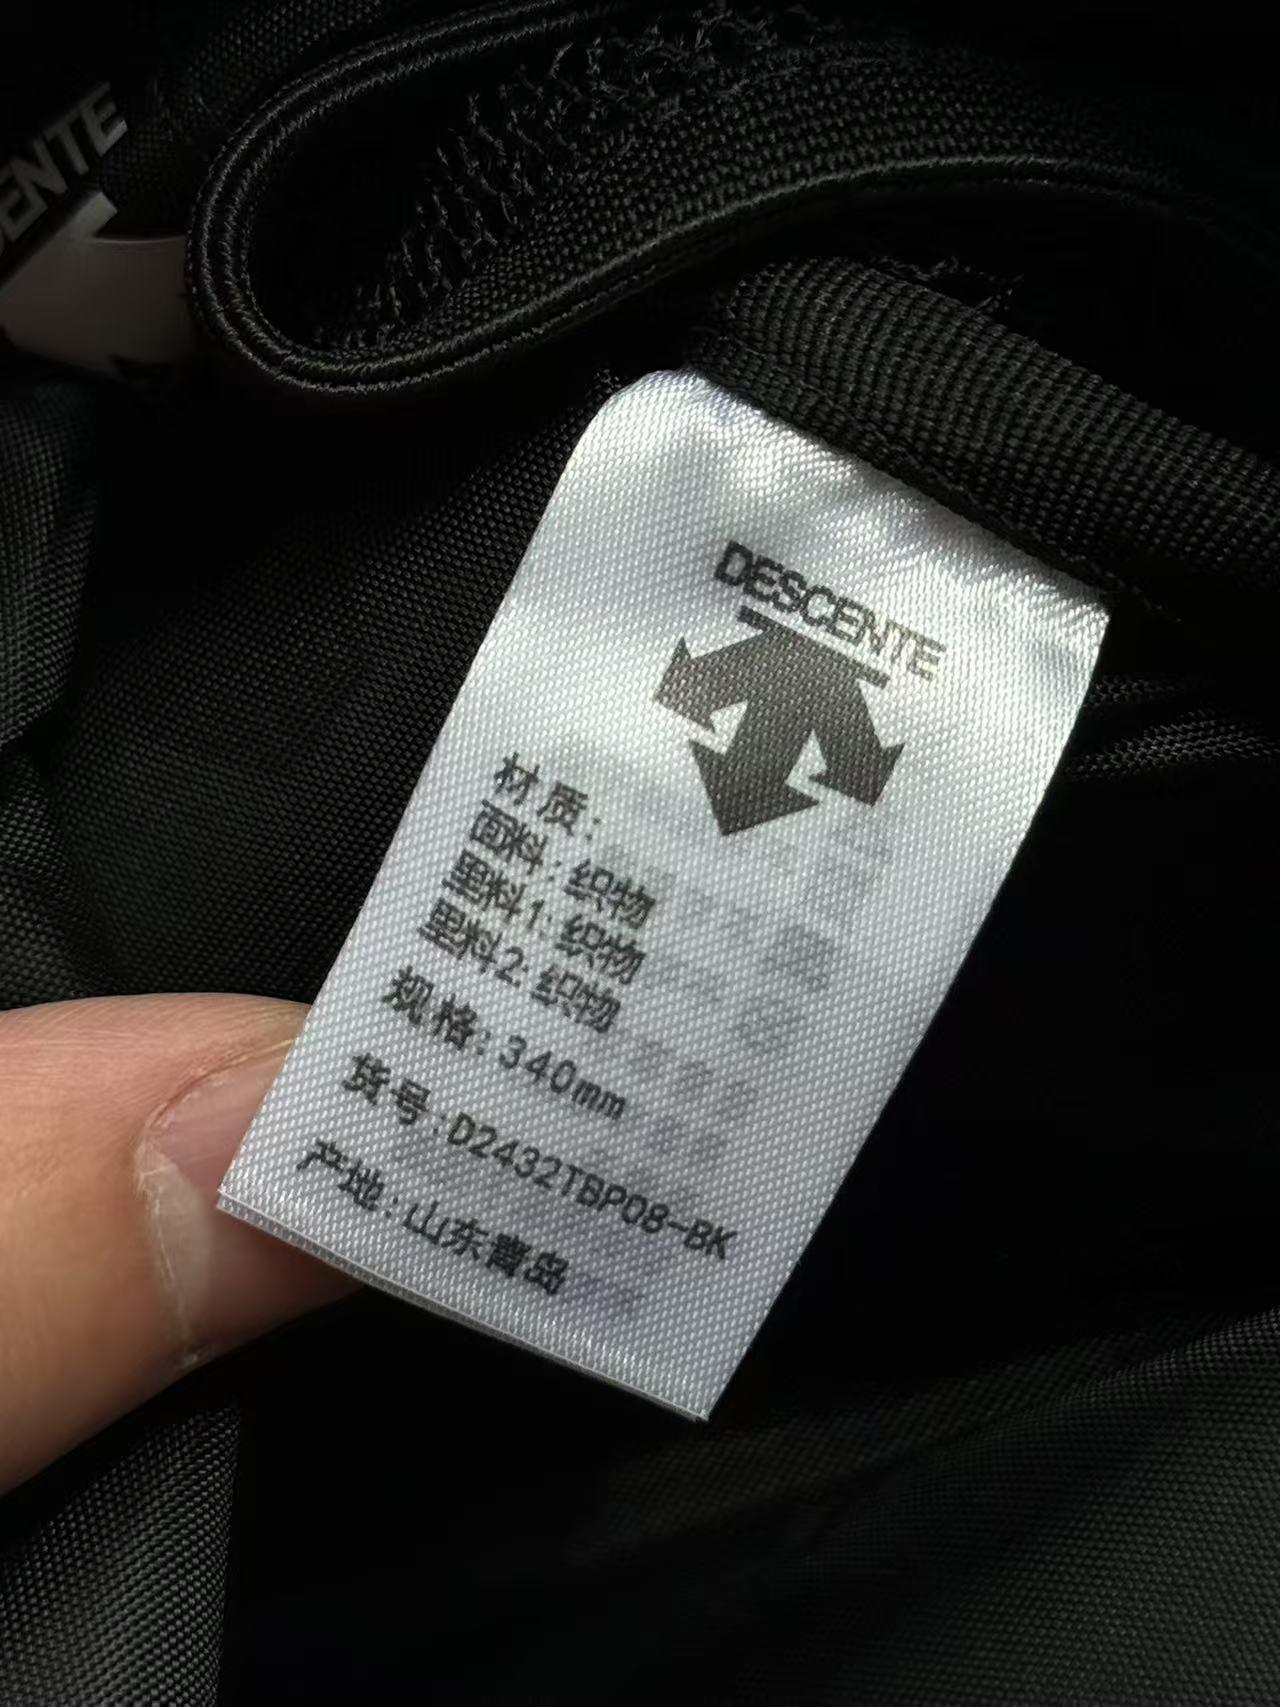 DESCENTE
材质:
面料: 织物
里料1: 织物
里料2: 织物
规格: 340mm
货号: D2432TBP08-BK
产地: 山东青岛